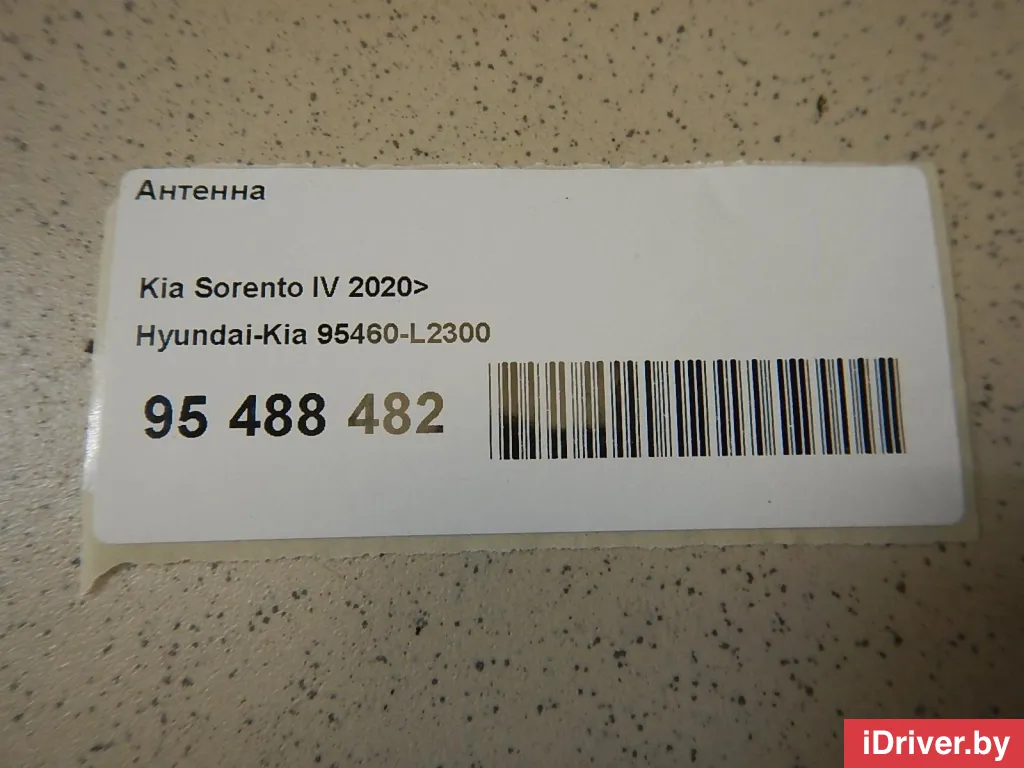 Антенна
Kia Sorento IV 2020>
Hyundai-Kia 95460-L2300
95 488 482
iDriver.by